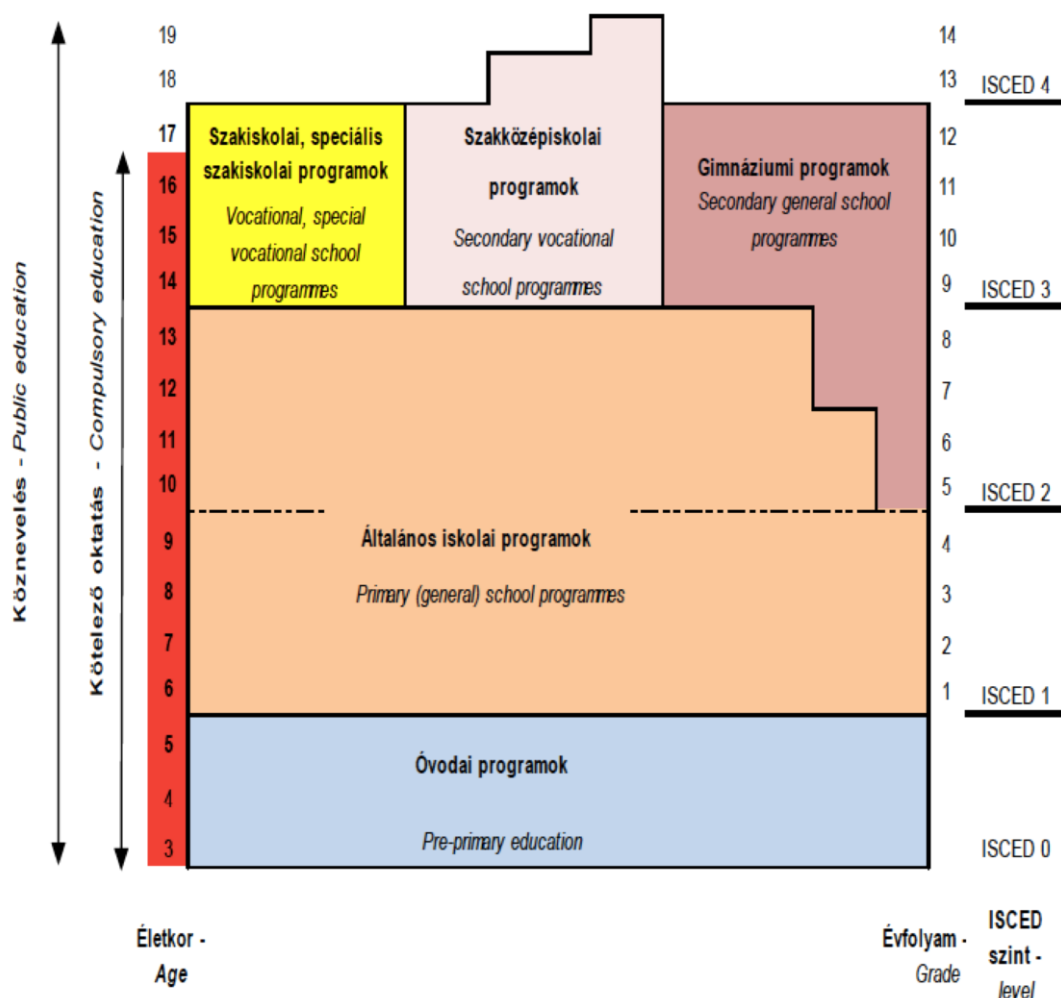 Köznevelés - Public education
Kötelező oktatás - Compulsory education
19
18
17
16
15
14
13
12
11
10
9
8
7
6
5
4
3
Szakiskolai, speciális
szakiskolai programok
Vocational, special
vocational school
programmes
Szakközépiskolai
programok
Secondary vocational
school programmes
Gimnáziumi programok
Secondary general school
programmes
Általános iskolai programok
Primary (general) school programmes
Óvodai programok
Pre-primary education
14
13
12
11
10
9
8
7
6
5
4
3
2
1
ISCED 4
ISCED 3
ISCED 2
ISCED 1
ISCED 0
Életkor -
Age
Évfolyam -
Grade
ISCED
szint -
level